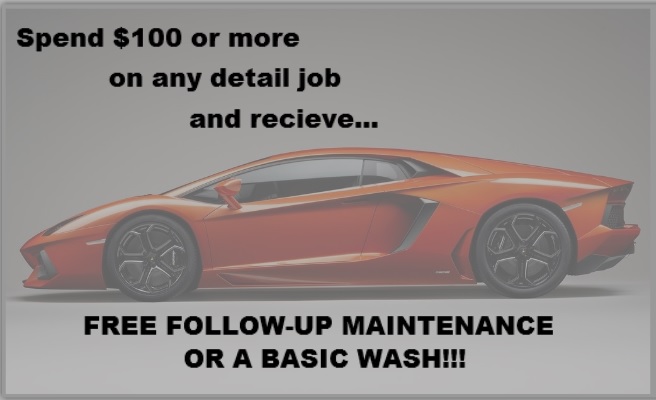 Spend $100 or more
on any detail job
and recieve...
FREE FOLLOW-UP MAINTENANCE
OR A BASIC WASH!!!